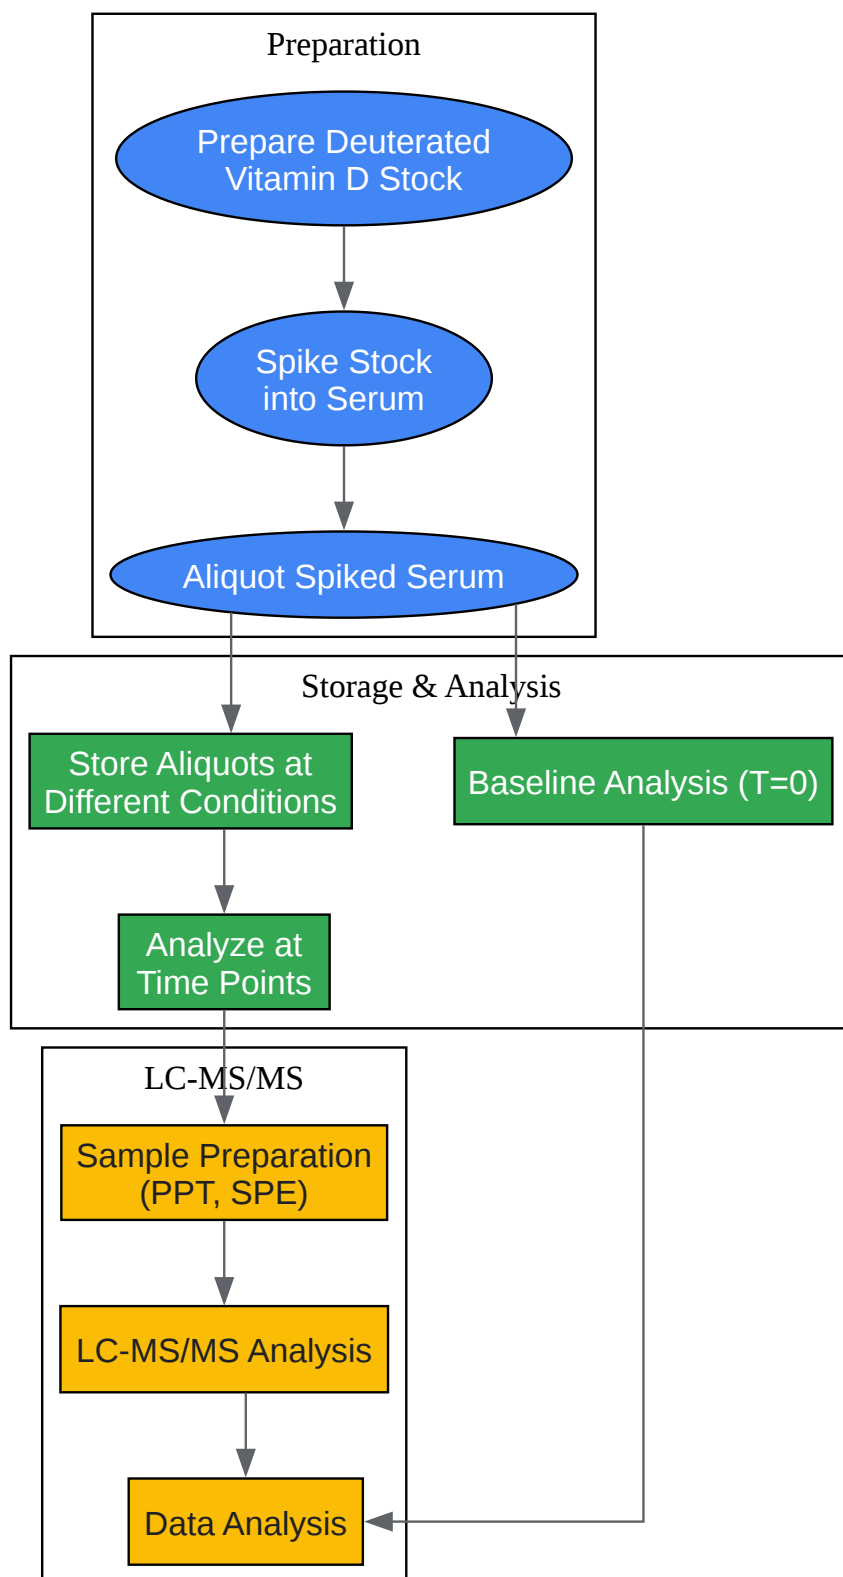 Preparation
Prepare Deuterated
Vitamin D Stock
Spike Stock
into Serum
Aliquot Spiked Serum
Storage & Analysis
Store Aliquots at
Different Conditions
Baseline Analysis (T=0)
Analyze at
Time Points
LC-MS/MS
Sample Preparation
(PPT, SPE)
LC-MS/MS Analysis
Data Analysis